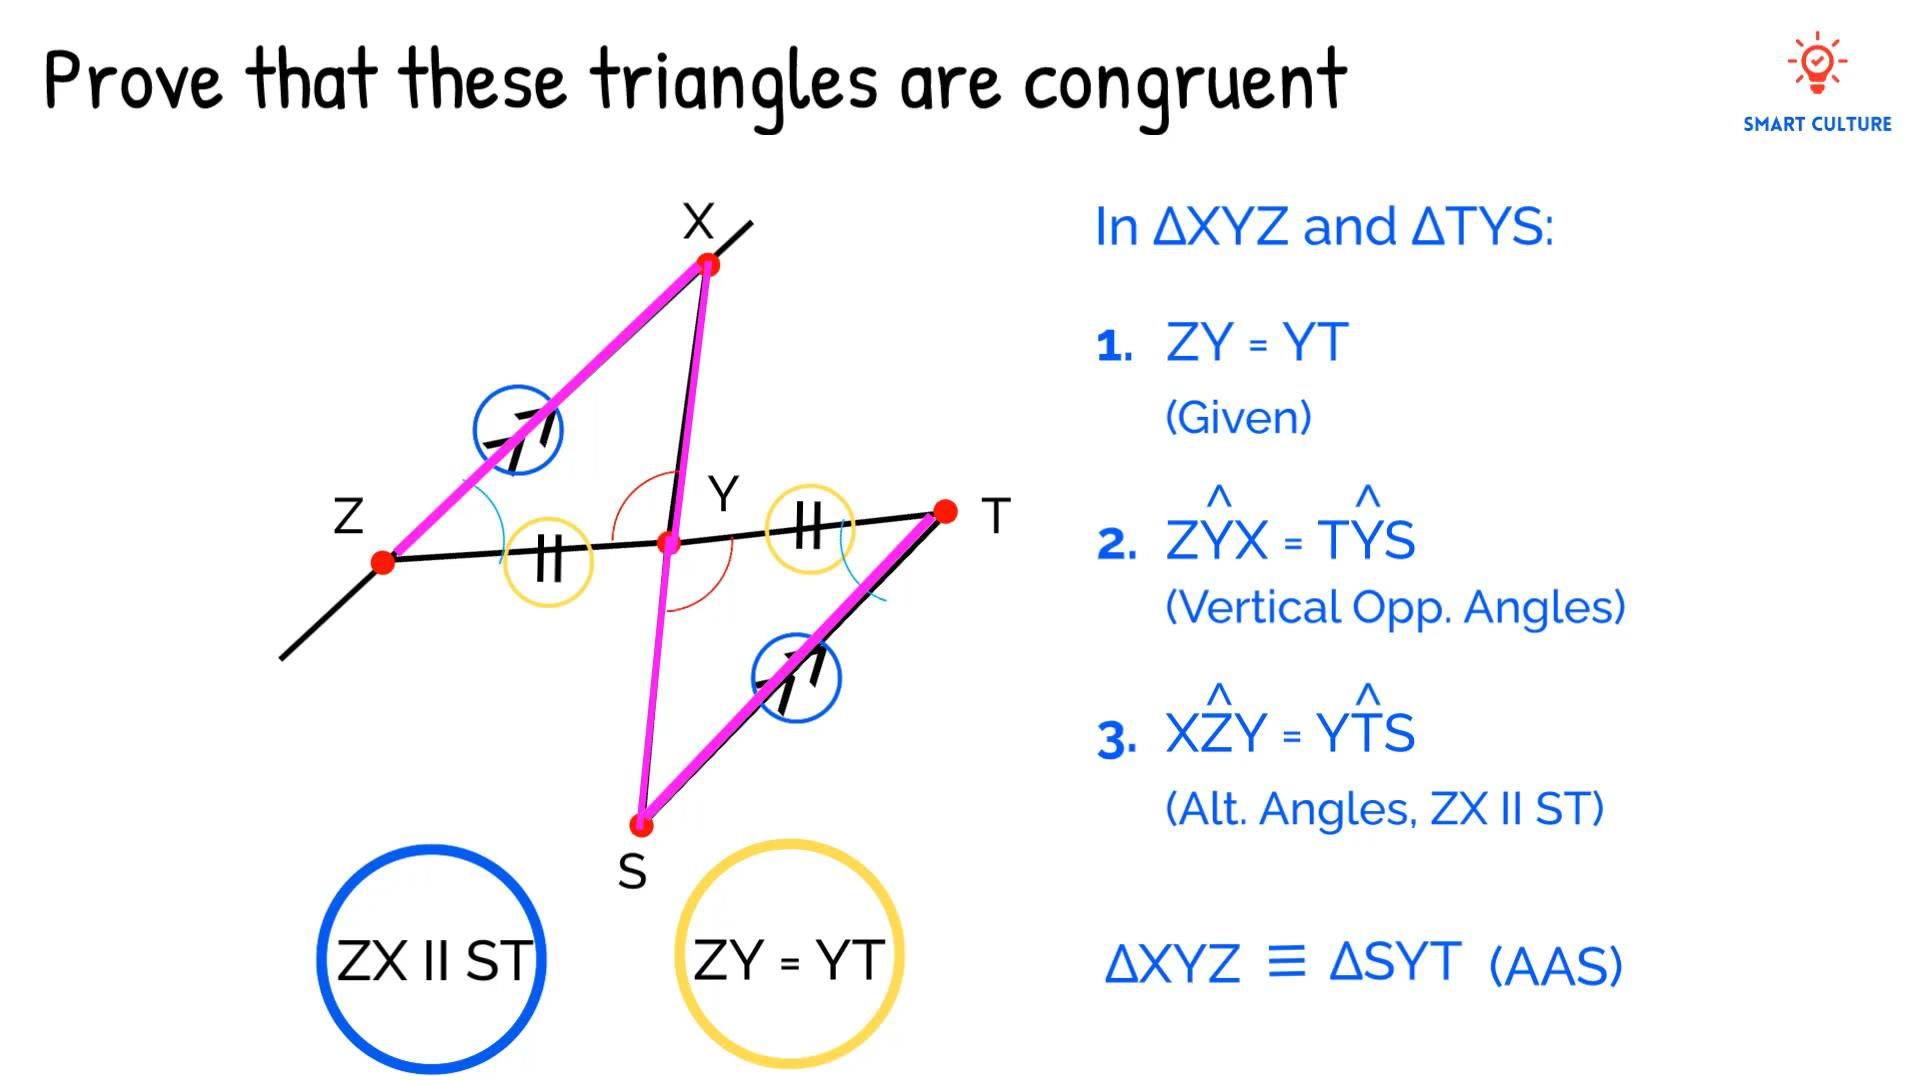 Prove that these triangles are congruent
SMART CULTURE
X
Z
Y
T
S
ZX II ST
ZY = YT
In ΔXYZ and ΔTYS:
1. ZY = YT
(Given)
2. ZŶX = TŶS
(Vertical Opp. Angles)
3. XẐY = YT̂S
(Alt. Angles, ZX II ST)
ΔXYZ ≡ ΔSYT (AAS)